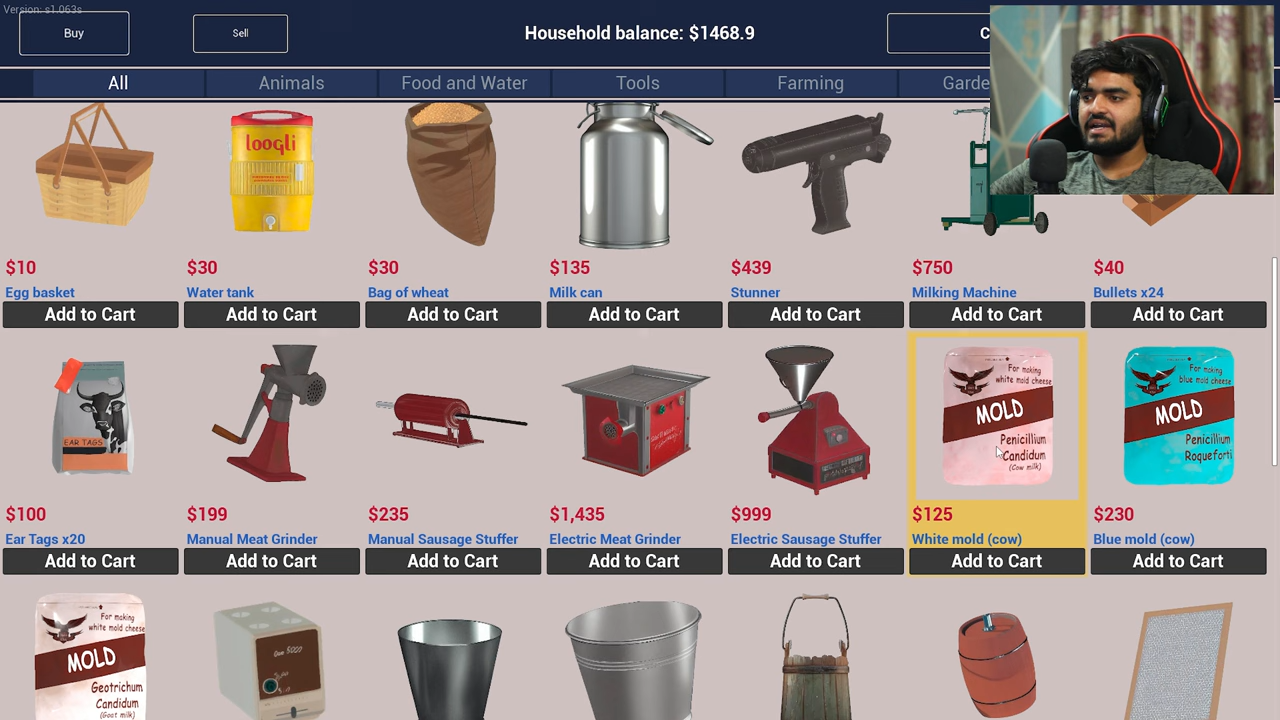 Version: s1.063s
Buy
Sell
Household balance: $1468.9
C
All
Animals
Food and Water
Tools
Farming
Garde
looqli
$10
$30
$30
$135
$439
$750
$40
Egg basket
Water tank
Bag of wheat
Milk can
Stunner
Milking Machine
Bullets x24
Add to Cart
Add to Cart
Add to Cart
Add to Cart
Add to Cart
Add to Cart
Add to Cart
EAR TAGS
For making
white mold cheese
MOLD
Penicillium
Candidum
(Cow milk)
For making
blue mold cheese
MOLD
Penicillium
Roqueforti
$100
$199
$235
$1,435
$999
$125
$230
Ear Tags x20
Manual Meat Grinder
Manual Sausage Stuffer
Electric Meat Grinder
Electric Sausage Stuffer
White mold (cow)
Blue mold (cow)
Add to Cart
Add to Cart
Add to Cart
Add to Cart
Add to Cart
Add to Cart
Add to Cart
For making
white mold cheese
MOLD
Geotrichum
Candidum
(Goat milk)